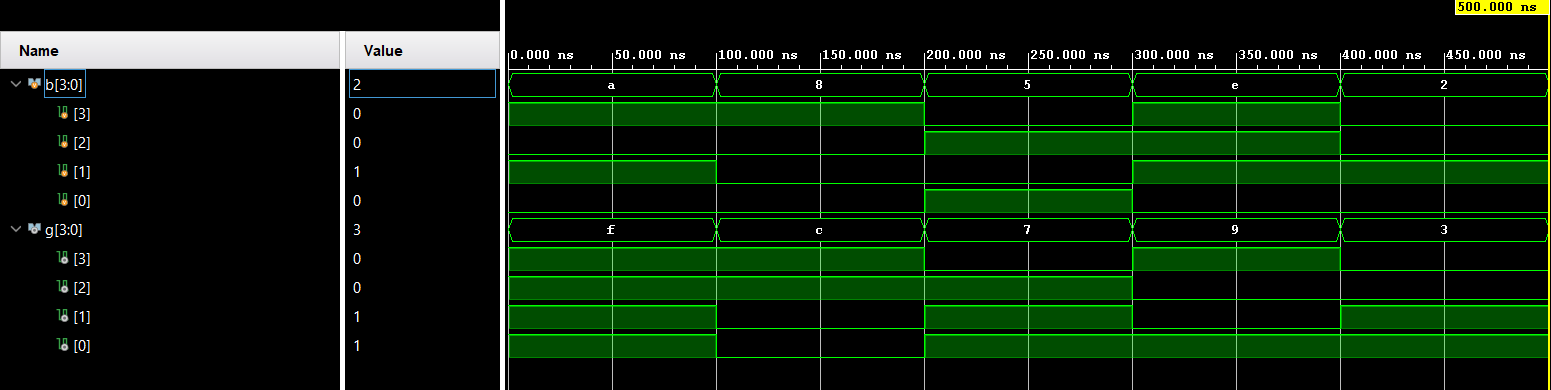 500.000 ns
Name Value
0.000 ns 50.000 ns 100.000 ns 150.000 ns 200.000 ns 250.000 ns 300.000 ns 350.000 ns 400.000 ns 450.000 ns
b[3:0] 2 a 8 5 e 2
[3] 0
[2] 0
[1] 1
[0] 0
g[3:0] 3 f c 7 9 3
[3] 0
[2] 0
[1] 1
[0] 1